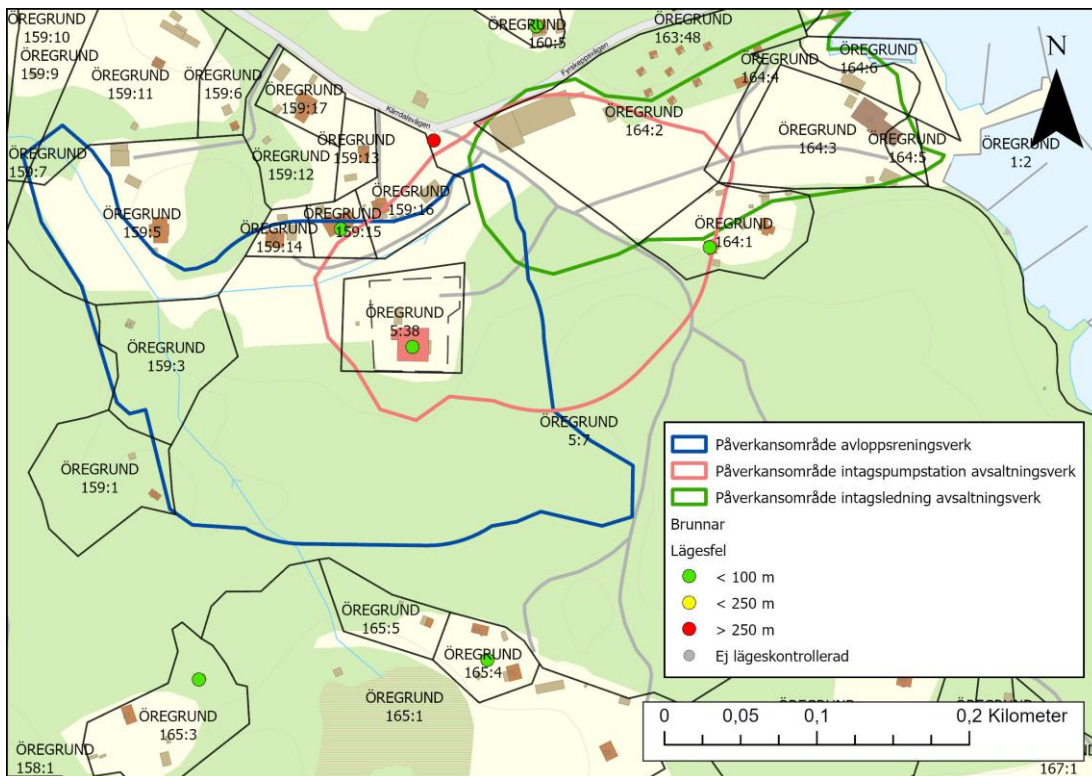 ÖREGRUND
159:10
ÖREGRUND
159:9
ÖREGRUND
159:11
ÖREGRUND
159:6
ÖREGRUND
159:17
ÖREGRUND
160:5
Fyrskeppsvägen
ÖREGRUND
163:48
ÖREGRUND
164:4
ÖREGRUND
164:6
N
Kärrdalsvägen
ÖREGRUND
159:7
ÖREGRUND
159:12
ÖREGRUND
159:13
ÖREGRUND
164:2
ÖREGRUND
164:3
ÖREGRUND
164:5
ÖREGRUND
1:2
ÖREGRUND
159:5
ÖREGRUND
159:14
ÖREGRUND
159:15
ÖREGRUND
159:16
ÖREGRUND
164:1
ÖREGRUND
5:38
ÖREGRUND
159:3
ÖREGRUND
5:7
ÖREGRUND
159:1
Påverkansområde avloppsreningsverk
Påverkansområde intagspumpstation avsaltningsverk
Påverkansområde intagsledning avsaltningsverk
Brunnar
Lägesfel
< 100 m
< 250 m
> 250 m
Ej lägeskontrollerad
ÖREGRUND
165:5
ÖREGRUND
165:4
ÖREGRUND
165:1
ÖREGRUND
165:3
158:1
0 0,05 0,1 0,2 Kilometer
167:1